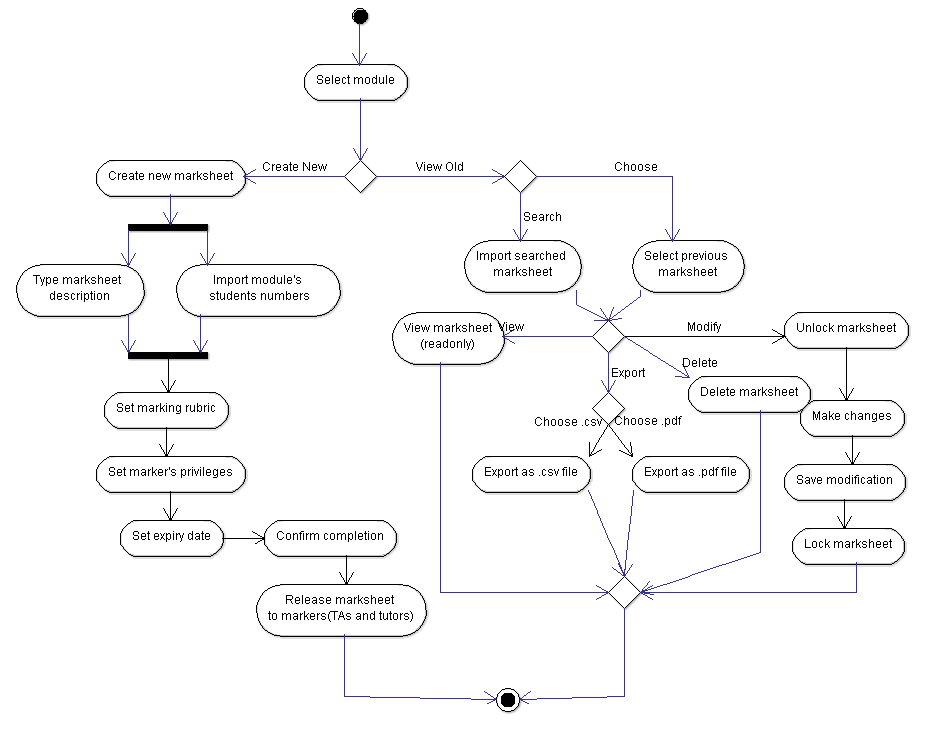 Select module
Create New
View Old
Choose
Create new marksheet
Search
Import searched
marksheet
Select previous
marksheet
Type marksheet
description
Import module's
students numbers
View marksheet
(readonly)
View
Modify
Unlock marksheet
Delete
Export
Delete marksheet
Set marking rubric
Choose .csv
Choose .pdf
Make changes
Set marker's privileges
Export as .csv file
Export as .pdf file
Save modification
Set expiry date
Confirm completion
Lock marksheet
Release marksheet
to markers(TAs and tutors)